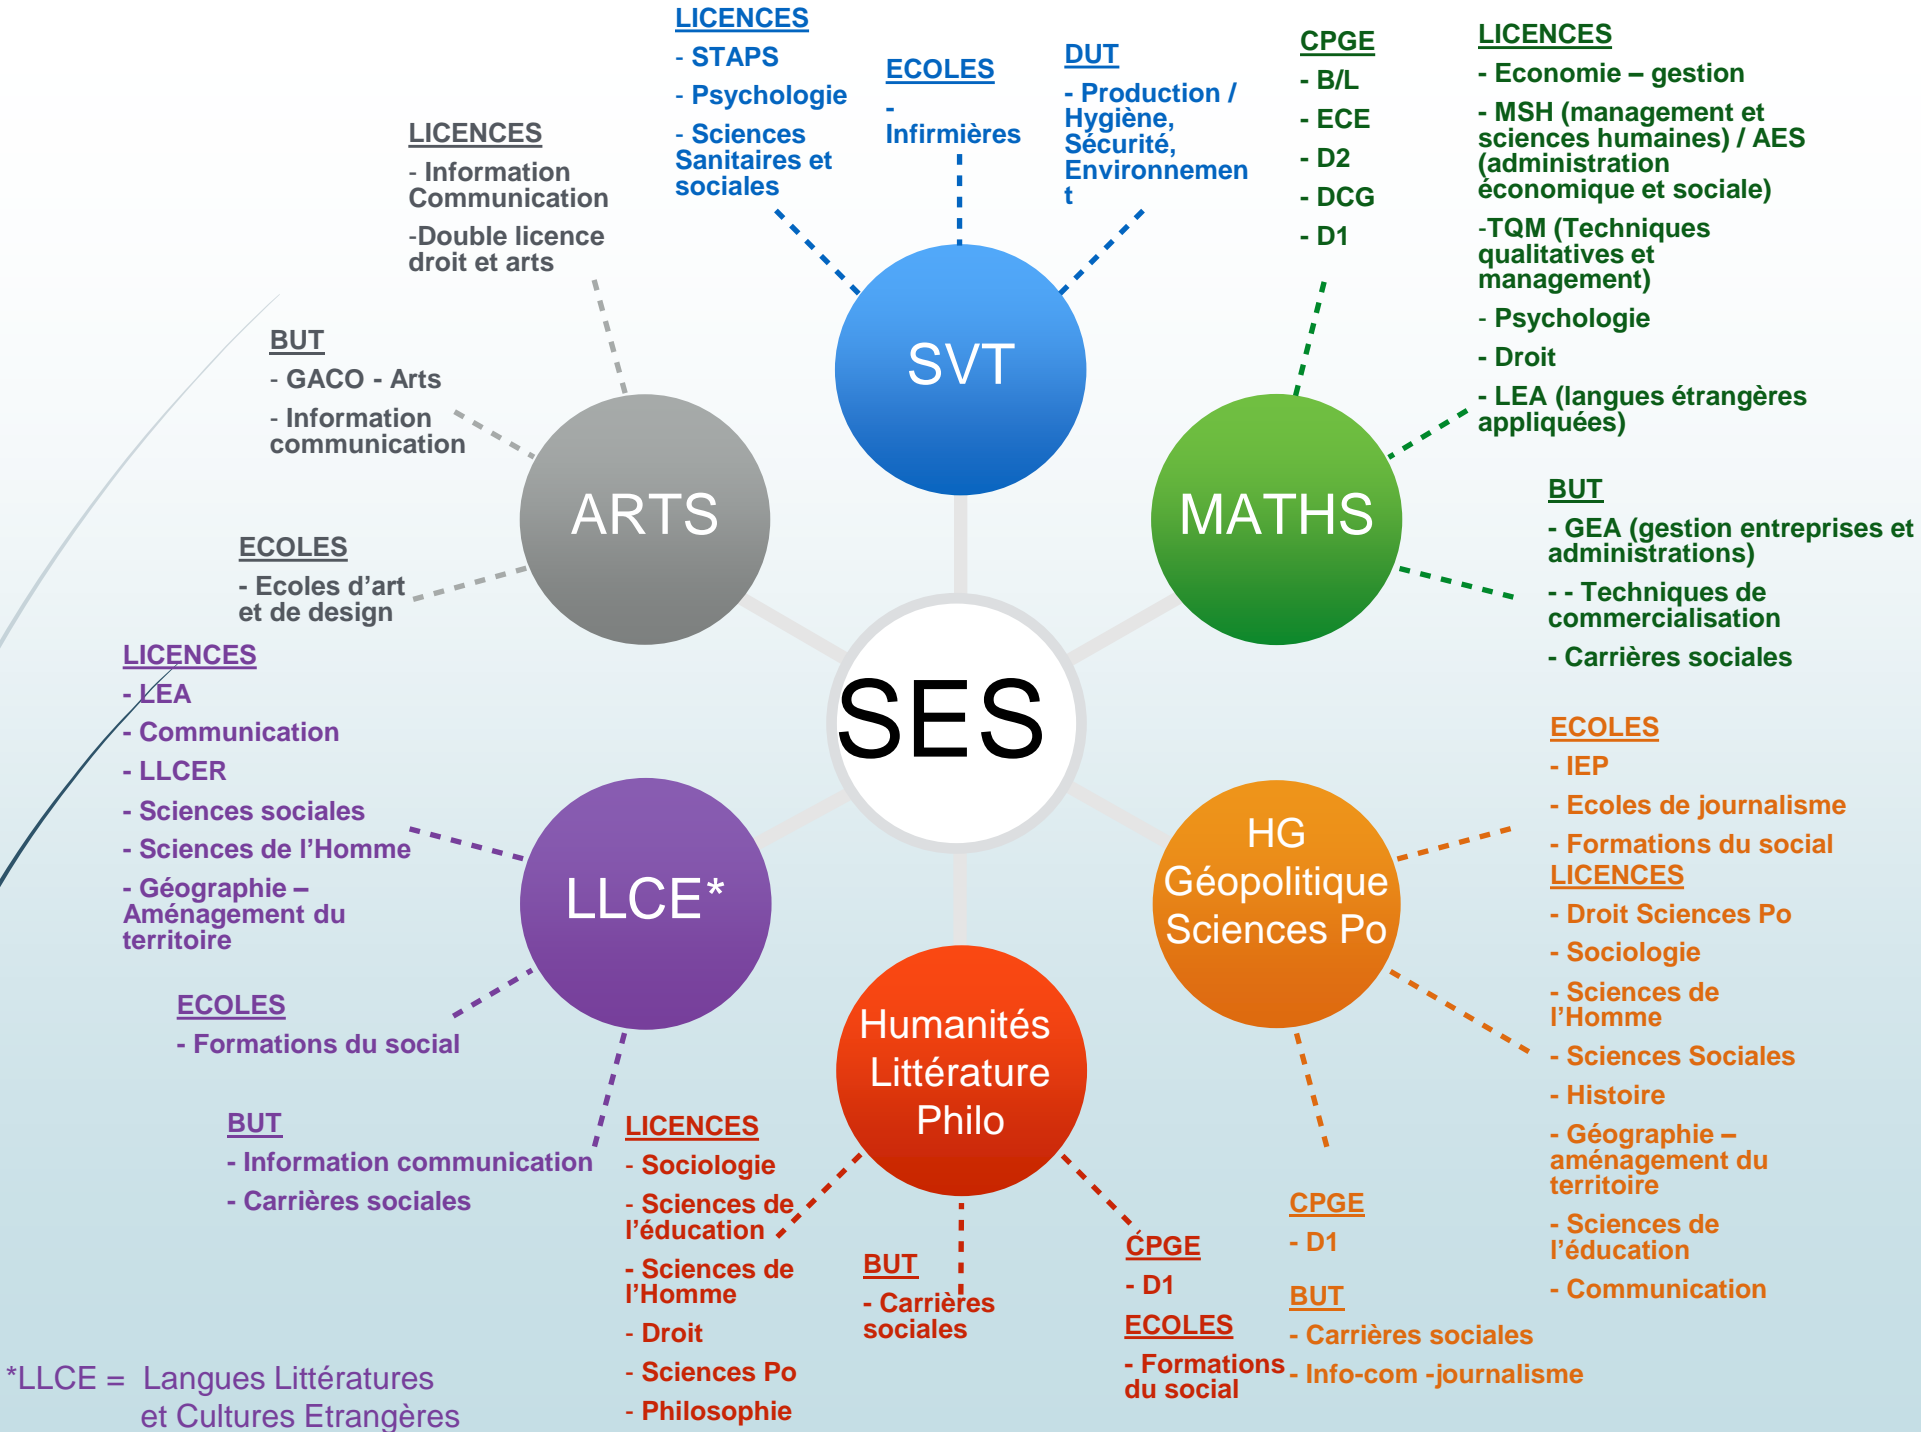 LICENCES
- STAPS
- Psychologie
- Sciences
Sanitaires et
sociales
ECOLES
-
Infirmières
DUT
- Production /
Hygiène,
Sécurité,
Environnemen
t
SVT
CPGE
- B/L
- ECE
- D2
- DCG
- D1
LICENCES
- Economie – gestion
- MSH (management et
sciences humaines) / AES
(administration
économique et sociale)
-TQM (Techniques
qualitatives et
management)
- Psychologie
- Droit
- LEA (langues étrangères
appliquées)
BUT
- GEA (gestion entreprises et
administrations)
- - Techniques de
commercialisation
- Carrières sociales
MATHS
LICENCES
- Information
Communication
-Double licence
droit et arts
BUT
- GACO - Arts
- Information
communication
ECOLES
- Ecoles d’art
et de design
ARTS
SES
LICENCES
- LEA
- Communication
- LLCER
- Sciences sociales
- Sciences de l’Homme
- Géographie –
Aménagement du
territoire
ECOLES
- Formations du social
BUT
- Information communication
- Carrières sociales
LLCE*
HG
Géopolitique
Sciences Po
ECOLES
- IEP
- Ecoles de journalisme
- Formations du social
LICENCES
- Droit Sciences Po
- Sociologie
- Sciences de
l’Homme
- Sciences Sociales
- Histoire
- Géographie –
aménagement du
territoire
- Sciences de
l’éducation
- Communication
CPGE
- D1
BUT
- Carrières sociales
- Info-com -journalisme
Humanités
Littérature
Philo
LICENCES
- Sociologie
- Sciences de
l’éducation
- Sciences de
l’Homme
- Droit
- Sciences Po
- Philosophie
BUT
- Carrières
sociales
CPGE
- D1
ECOLES
- Formations
du social
*LLCE = Langues Littératures
et Cultures Etrangères